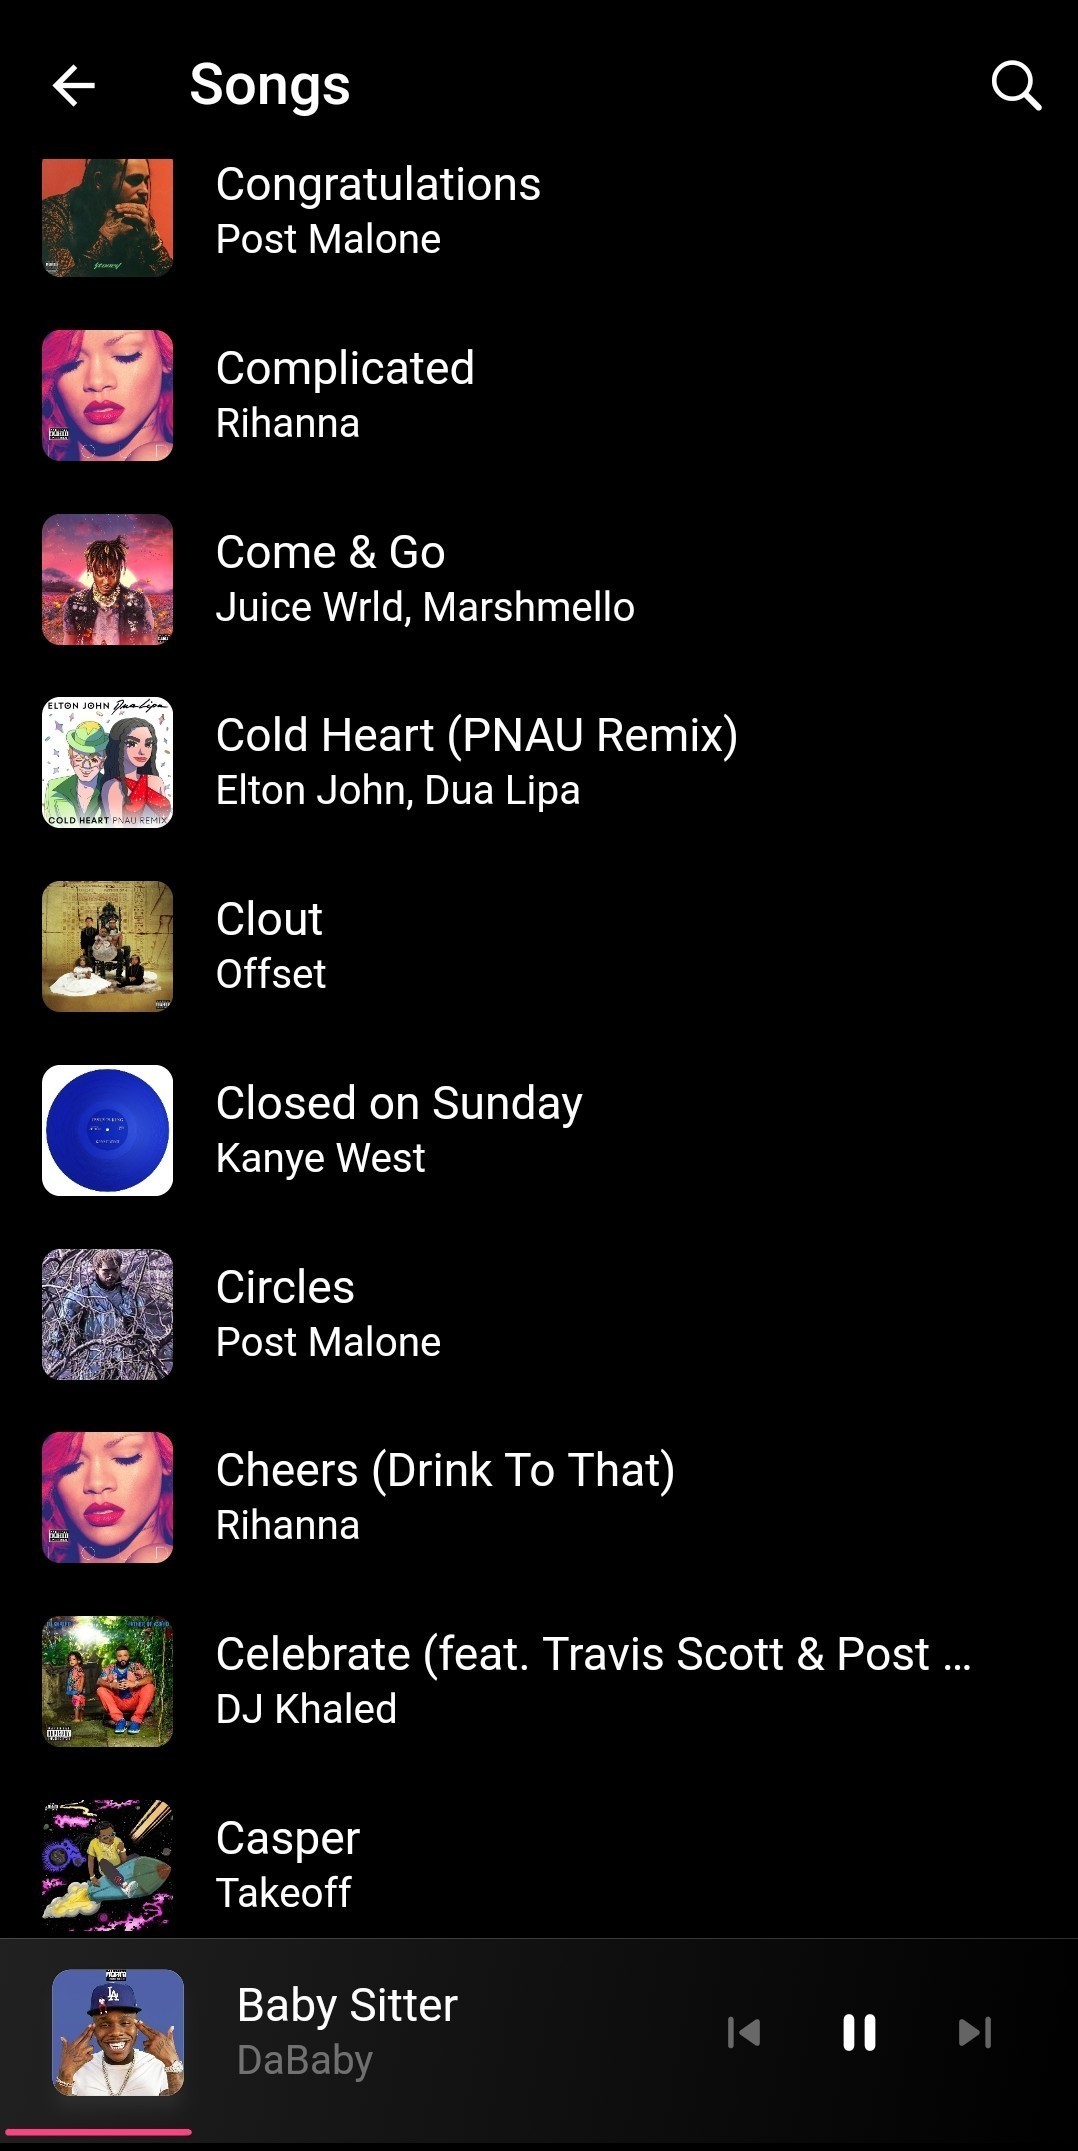 Songs
Congratulations
Post Malone
Complicated
Rihanna
Come & Go
Juice Wrld, Marshmello
ELTON JOHN Dua Lipa
COLD HEART PNAU REMIX
Cold Heart (PNAU Remix)
Elton John, Dua Lipa
Clout
Offset
Closed on Sunday
Kanye West
Circles
Post Malone
Cheers (Drink To That)
Rihanna
Celebrate (feat. Travis Scott & Post ...
DJ Khaled
Casper
Takeoff
LA
Baby Sitter
DaBaby